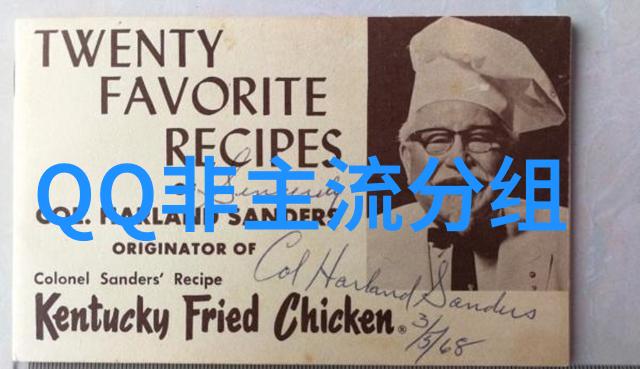 TWENTY
FAVORITE
RECIPES
Sincerely
QQ非主流分组
COL. HARLAND SANDERS
ORIGINATOR OF
Col Harland Sanders
Colonel Sanders' Recipe
Kentucky Fried Chicken®
3/5/68